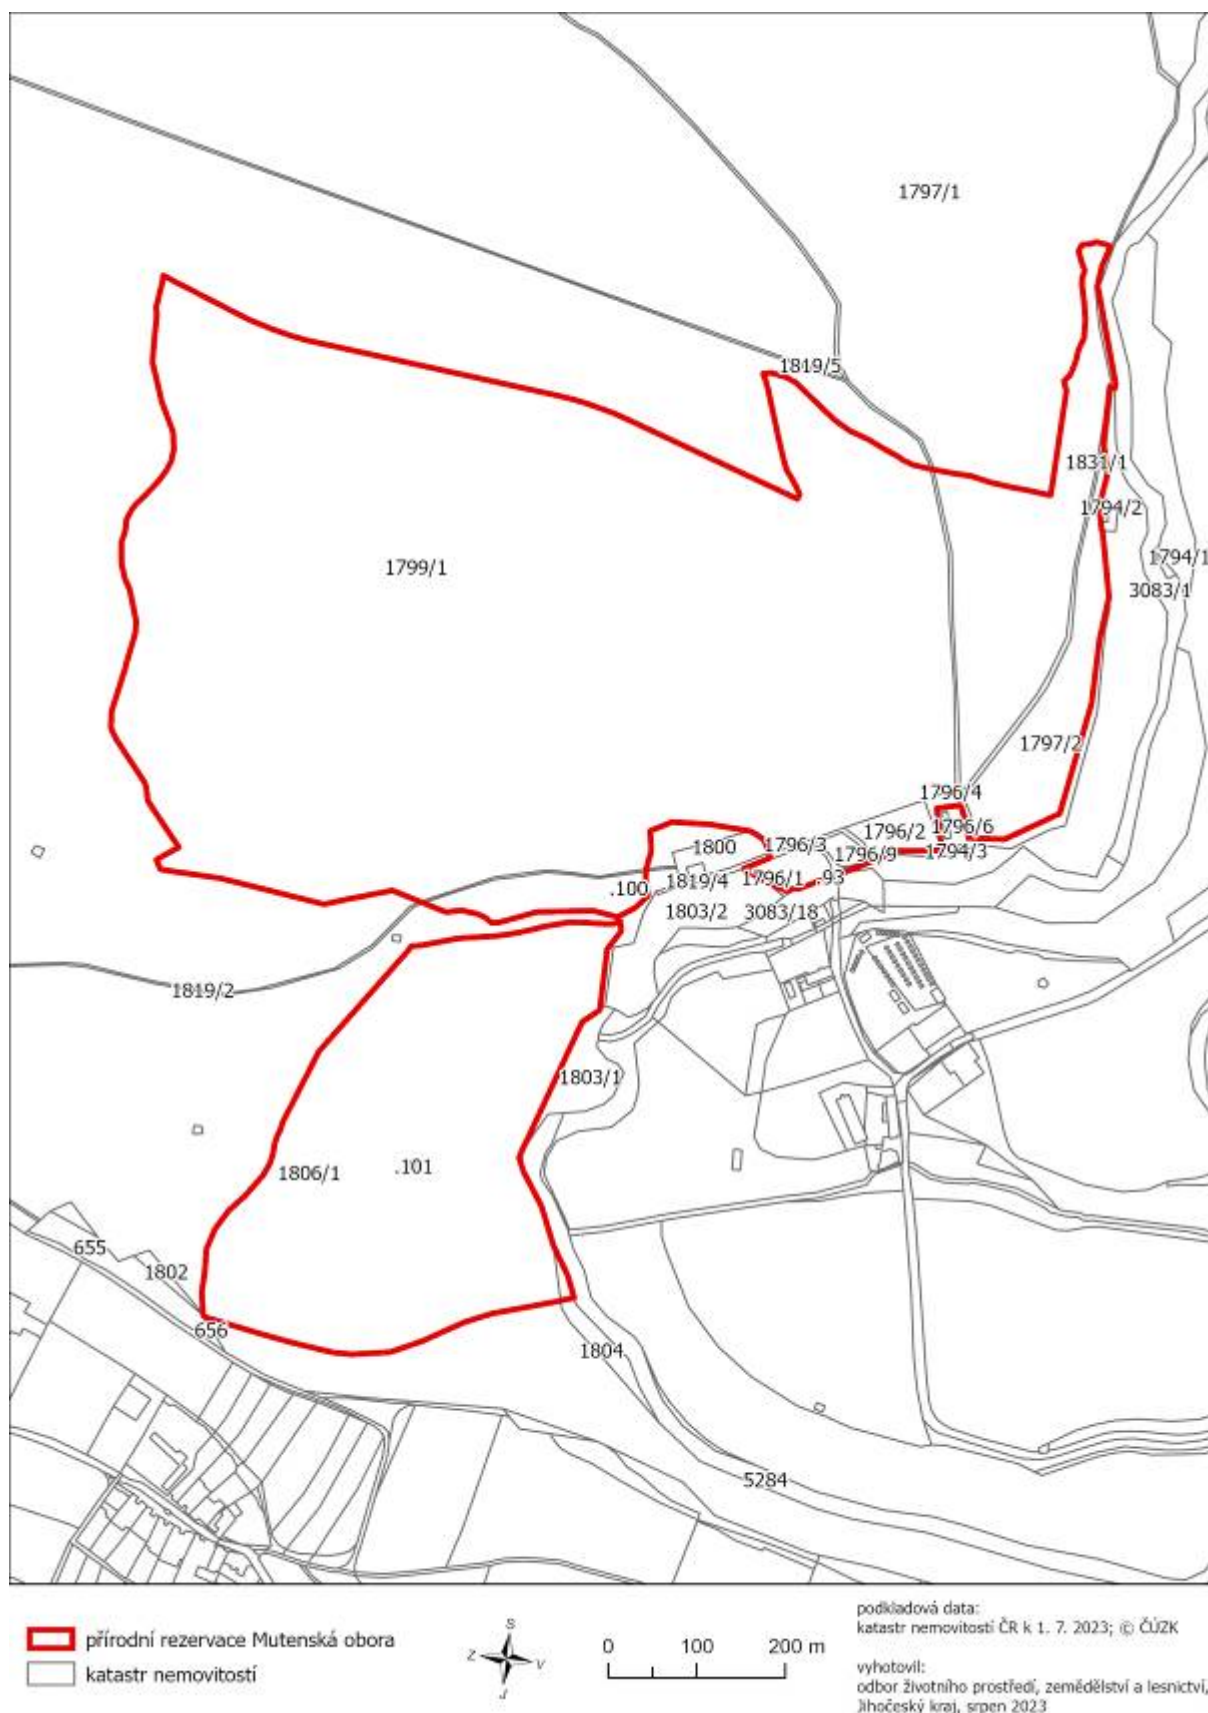 1797/1
1819/5
1831/1
1794/2
1794/1
3083/1
1799/1
1797/2
1796/4
1796/6
1796/2
1794/3
1796/3
1796/9
1800
1819/4
1796/1
.93
.100
1803/2
3083/18
1819/2
1803/1
1806/1
.101
655
1802
656
1804
5284
přírodní rezervace Mutenská obora
katastr nemovitostí
S
Z
V
J
0 100 200 m
podkladová data:
katastr nemovitostí ČR k 1. 7. 2023; © ČÚZK
vyhotovil:
odbor životního prostředí, zemědělství a lesnictví,
Jihočeský kraj, srpen 2023